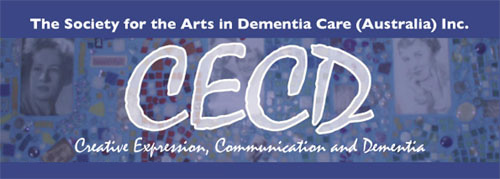 The Society for the Arts in Dementia Care (Australia) Inc.
CECD
Creative Expression, Communication and Dementia